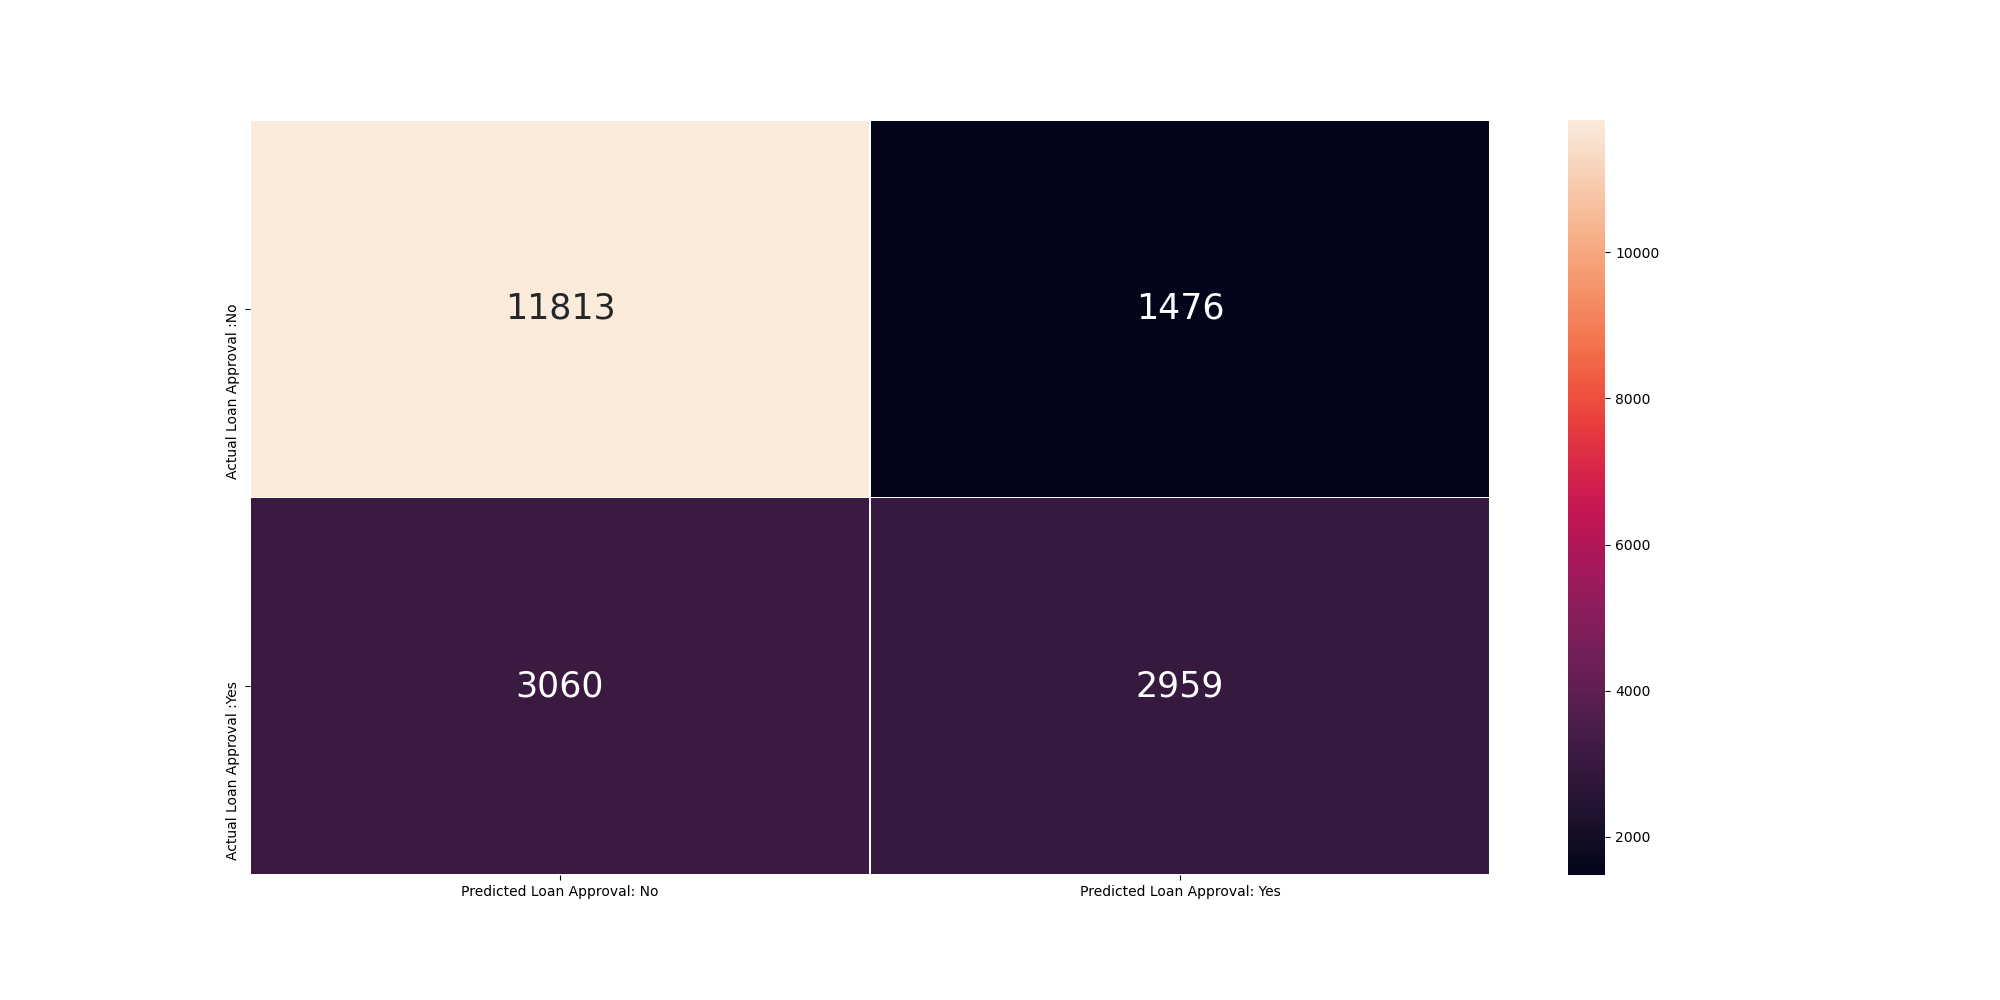 Actual Loan Approval :No
11813
1476
Actual Loan Approval :Yes
3060
2959
Predicted Loan Approval: No
Predicted Loan Approval: Yes
10000
8000
6000
4000
2000